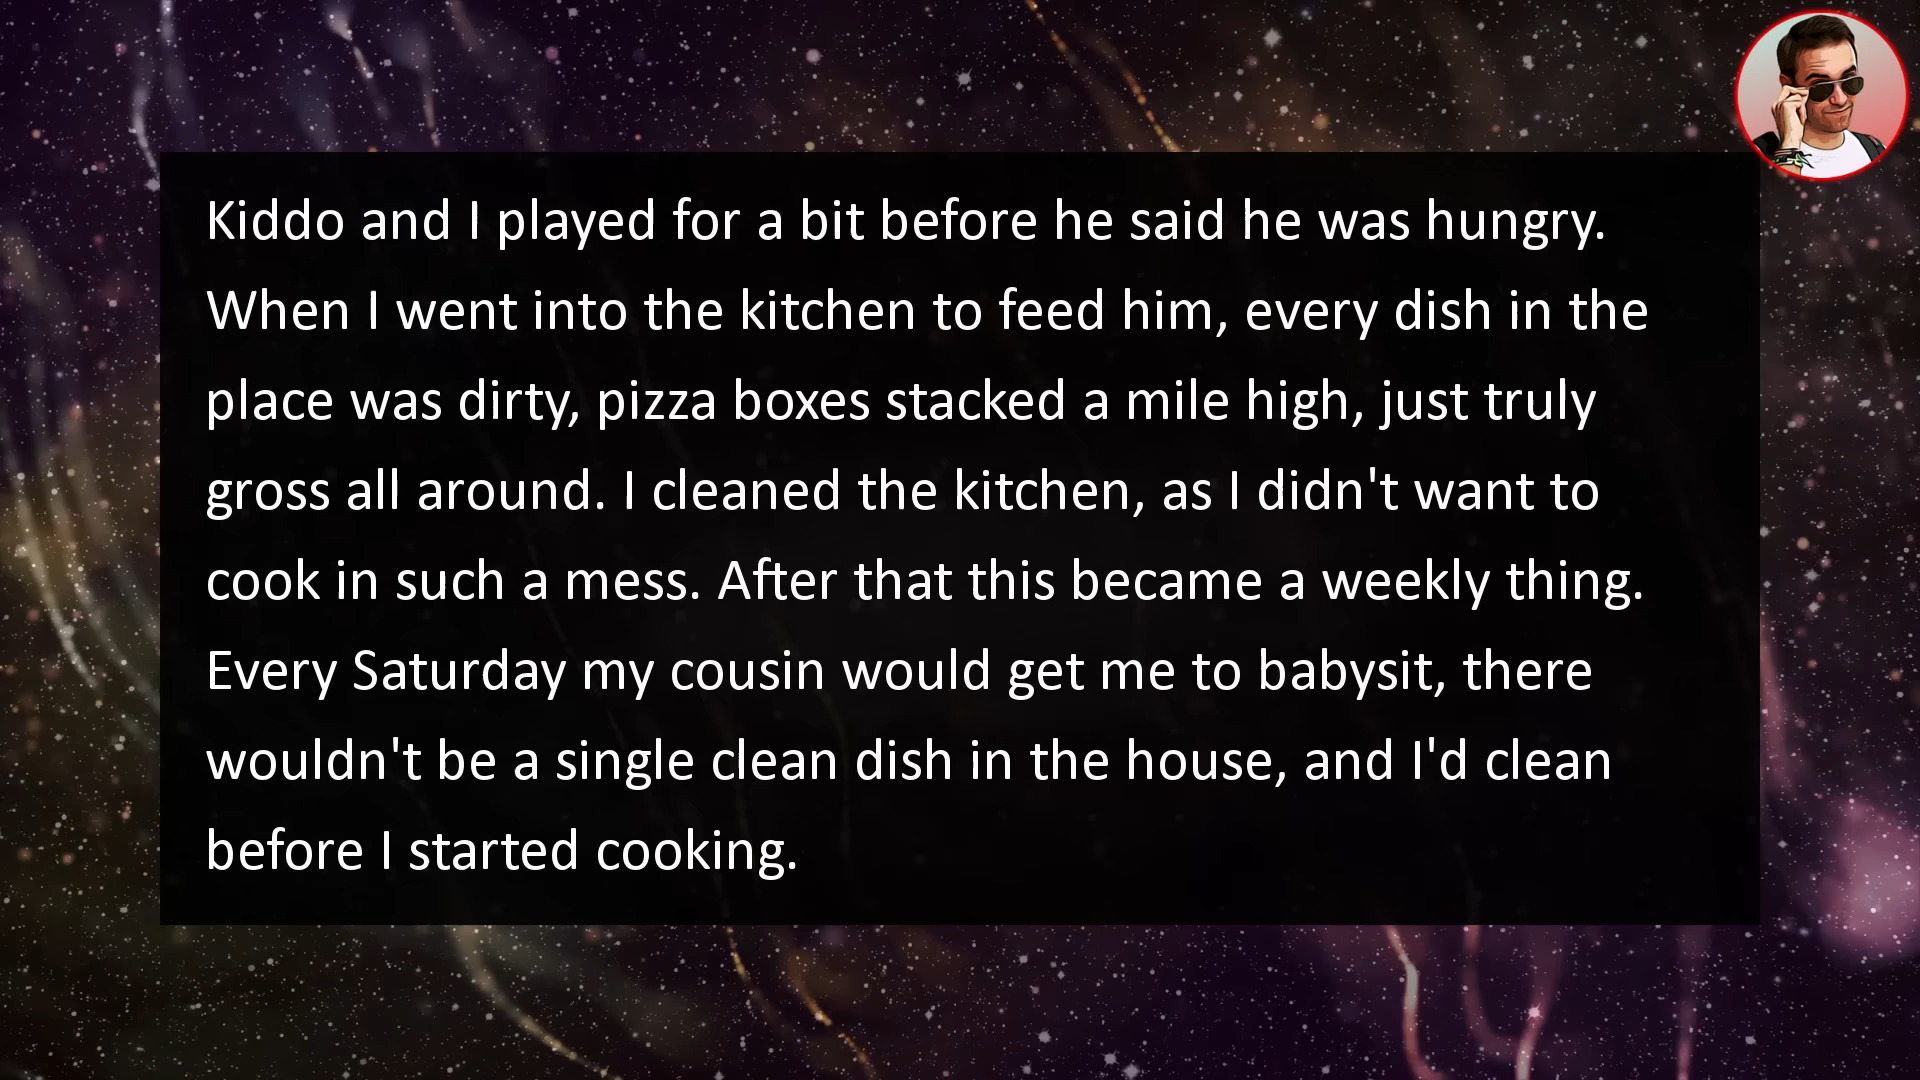 Kiddo and I played for a bit before he said he was hungry.
When I went into the kitchen to feed him, every dish in the
place was dirty, pizza boxes stacked a mile high, just truly
gross all around. I cleaned the kitchen, as I didn't want to
cook in such a mess. After that this became a weekly thing.
Every Saturday my cousin would get me to babysit, there
wouldn't be a single clean dish in the house, and I'd clean
before I started cooking.